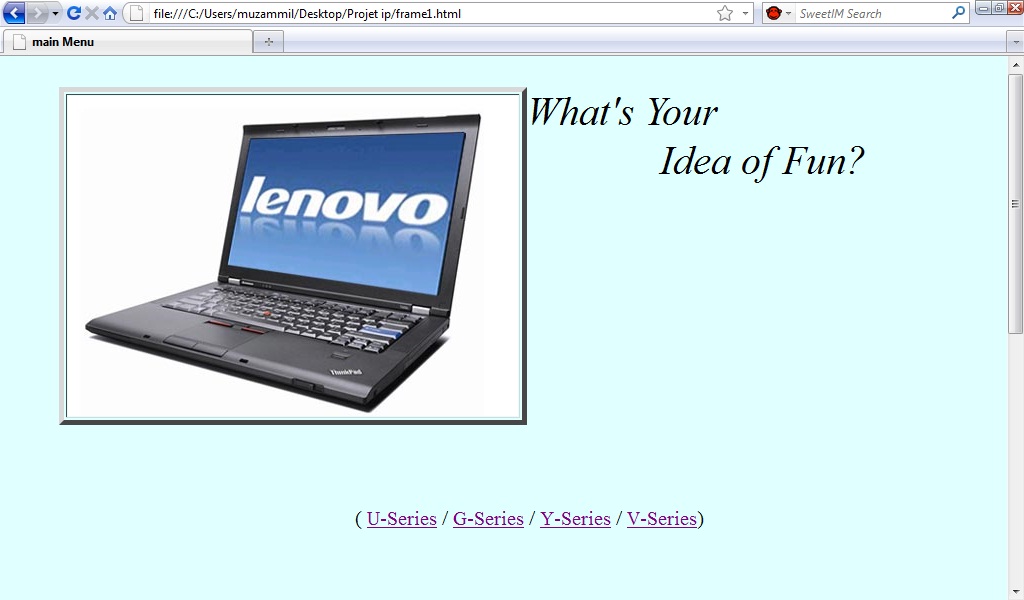 file:///C:/Users/muzammil/Desktop/Projet ip/frame1.html
SweetIM Search
main Menu
What's Your
Idea of Fun?
lenovo
ThinkPad
( U-Series / G-Series / Y-Series / V-Series)